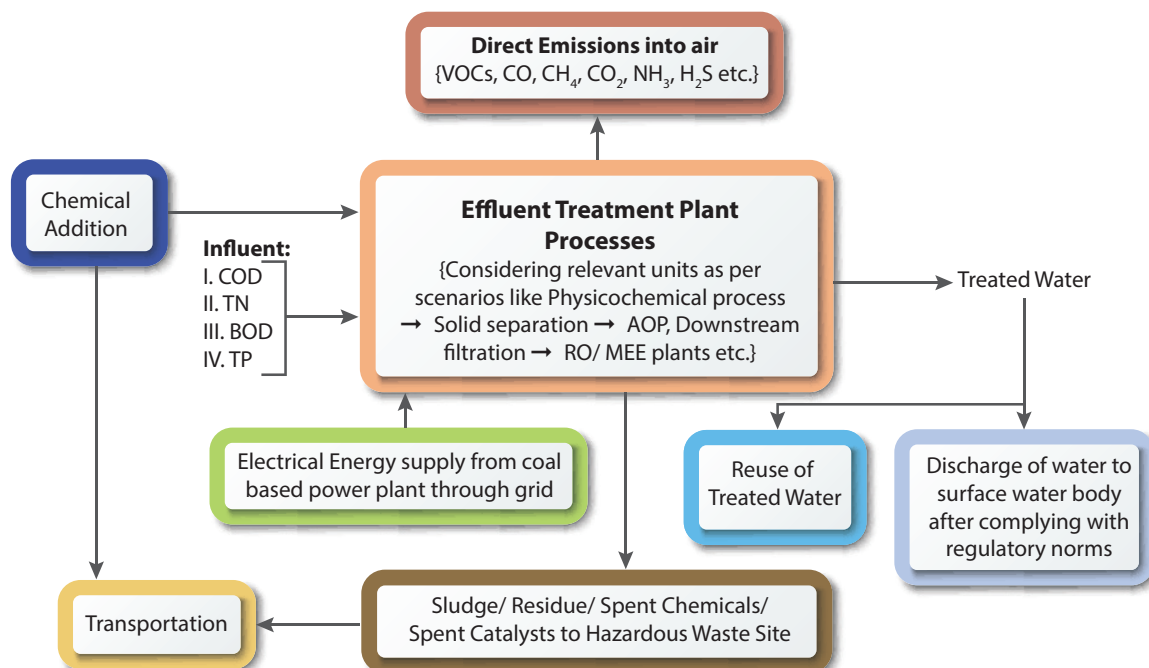 Direct Emissions into air
{VOCs, CO, CH₄, CO₂, NH₃, H₂S etc.}
Chemical
Addition
Influent:
I. COD
II. TN
III. BOD
IV. TP
Effluent Treatment Plant
Processes
{Considering relevant units as per
scenarios like Physicochemical process
→ Solid separation → AOP, Downstream
filtration → RO/ MEE plants etc.}
Treated Water
Electrical Energy supply from coal
based power plant through grid
Reuse of
Treated Water
Discharge of water to
surface water body
after complying with
regulatory norms
Transportation
Sludge/ Residue/ Spent Chemicals/
Spent Catalysts to Hazardous Waste Site